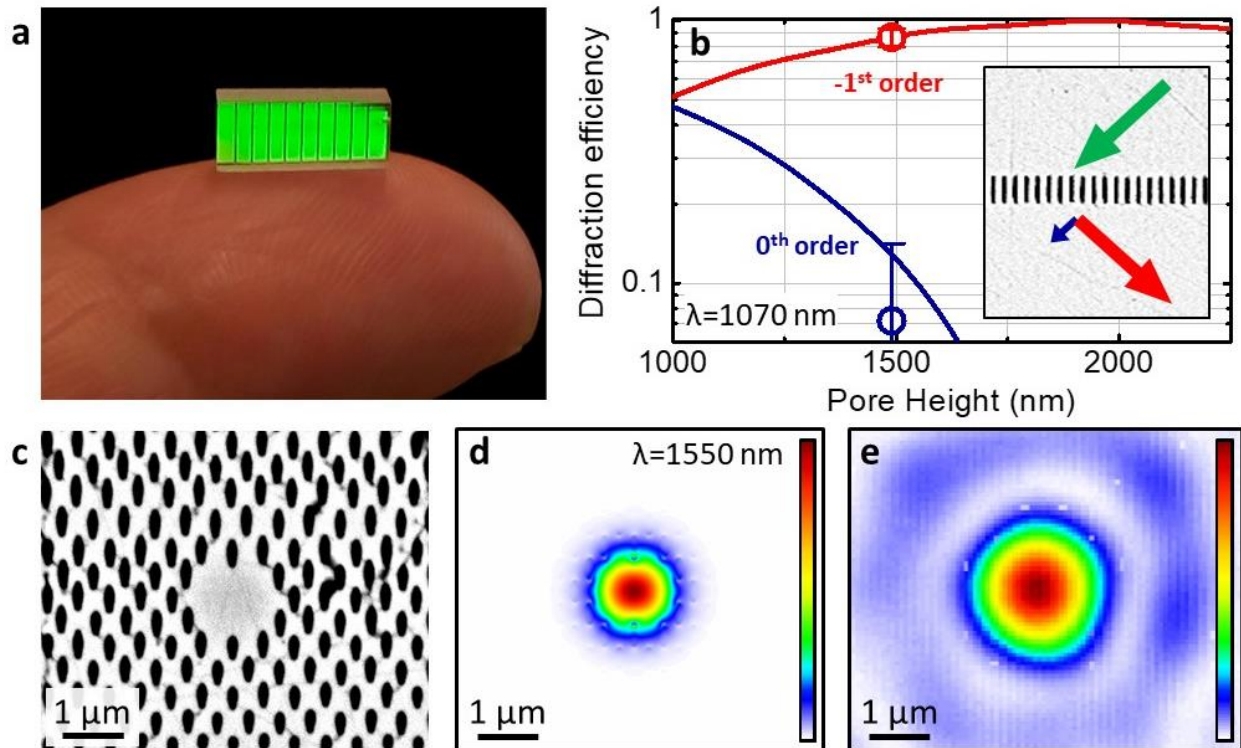 a
b
1
Diffraction efficiency
-1st order
0th order
0.1
λ=1070 nm
1000
1500
2000
Pore Height (nm)
c
1 µm
d
λ=1550 nm
1 µm
e
1 µm